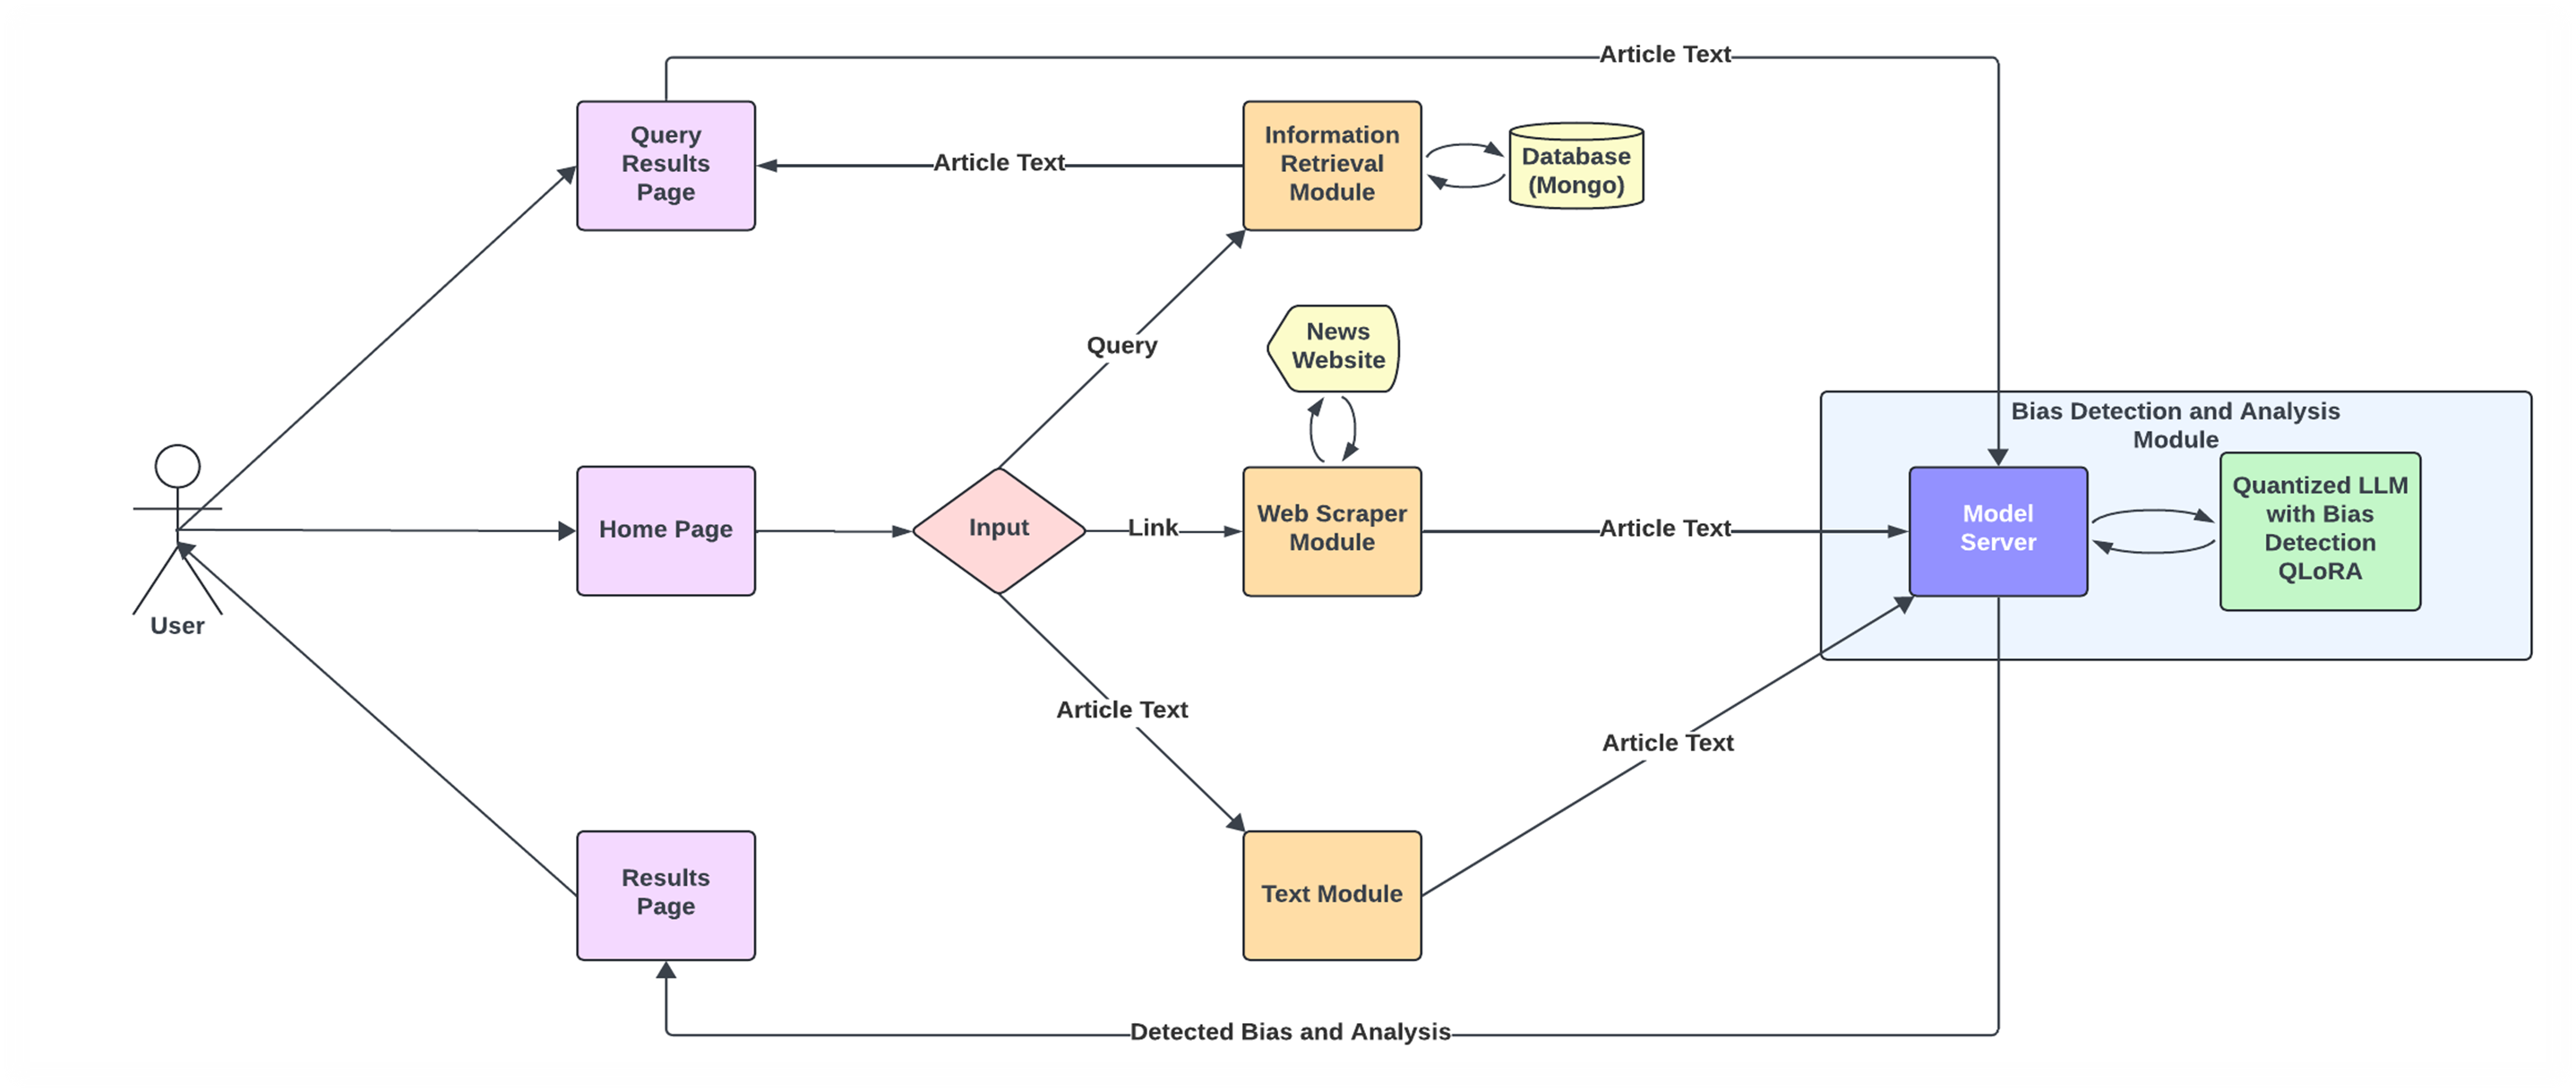 Article Text
Query
Results
Page
Article Text
Information
Retrieval
Module
Database
(Mongo)
Query
News
Website
Bias Detection and Analysis
Module
User
Home Page
Input
Link
Web Scraper
Module
Article Text
Model
Server
Quantized LLM
with Bias
Detection
QLoRA
Article Text
Article Text
Results
Page
Text Module
Detected Bias and Analysis